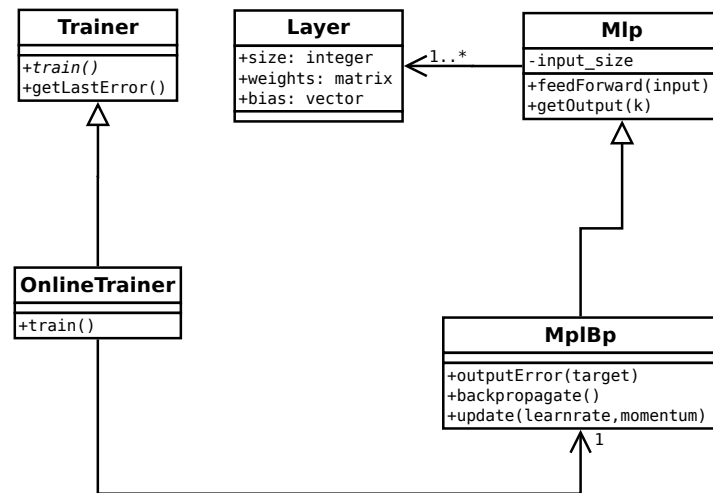 Trainer
+train()
+getLastError()
Layer
+size: integer
+weights: matrix
+bias: vector
1..*
Mlp
-input_size
+feedForward(input)
+getOutput(k)
OnlineTrainer
+train()
MplBp
+outputError(target)
+backpropagate()
+update(learnrate,momentum)
1